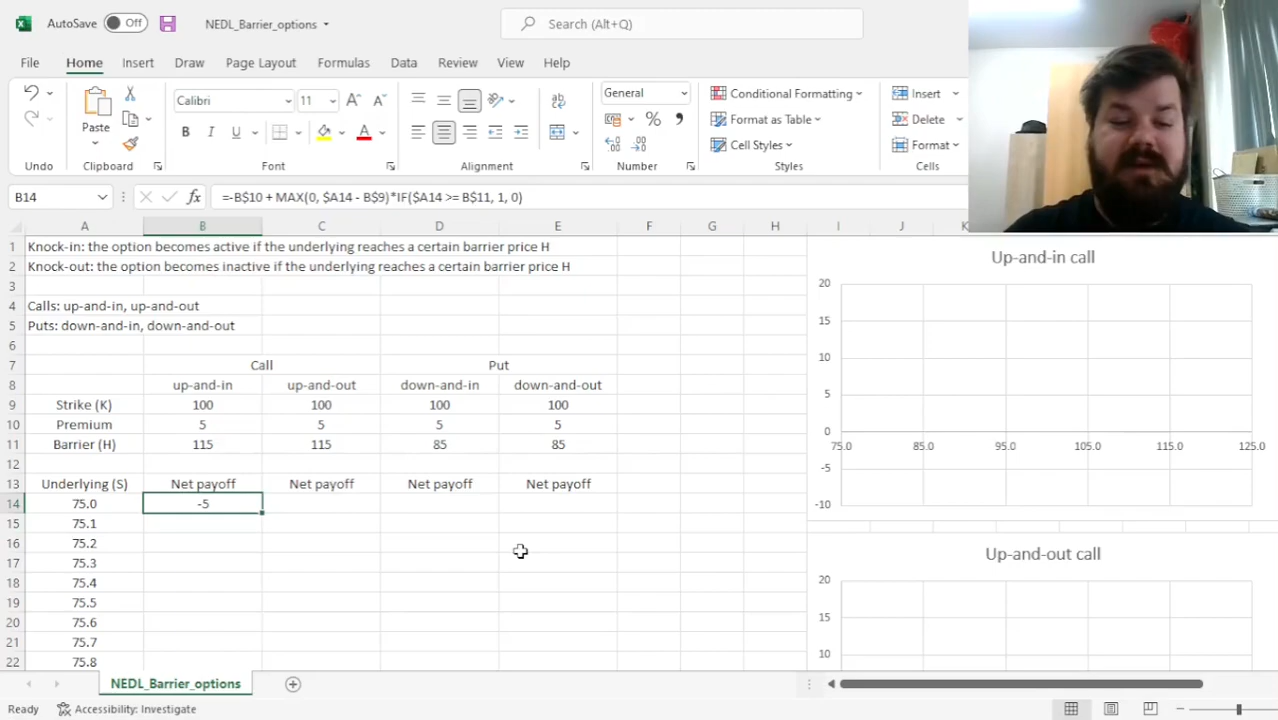 AutoSave Off NEDL_Barrier_options Search (Alt+Q)
File Home Insert Draw Page Layout Formulas Data Review View Help
Calibri 11 General Conditional Formatting Insert
Paste Format as Table Delete
B I U A % Cell Styles Format
Undo Clipboard Font Alignment Number Styles Cells
B14 fx =-B$10 + MAX(0, $A14 - B$9)*IF($A14 >= B$11, 1, 0)
A B C D E F G H I J K
1 Knock-in: the option becomes active if the underlying reaches a certain barrier price H
2 Knock-out: the option becomes inactive if the underlying reaches a certain barrier price H
3
4 Calls: up-and-in, up-and-out
5 Puts: down-and-in, down-and-out
6
7 Call Put
8 up-and-in up-and-out down-and-in down-and-out
9 Strike (K) 100 100 100 100
10 Premium 5 5 5 5
11 Barrier (H) 115 115 85 85
12
13 Underlying (S) Net payoff Net payoff Net payoff Net payoff
14 75.0 -5
15 75.1
16 75.2
17 75.3
18 75.4
19 75.5
20 75.6
21 75.7
22 75.8
Up-and-in call
20
15
10
5
0
75.0 85.0 95.0 105.0 115.0 125.0
-5
-10
Up-and-out call
20
15
10
NEDL_Barrier_options
Ready Accessibility: Investigate